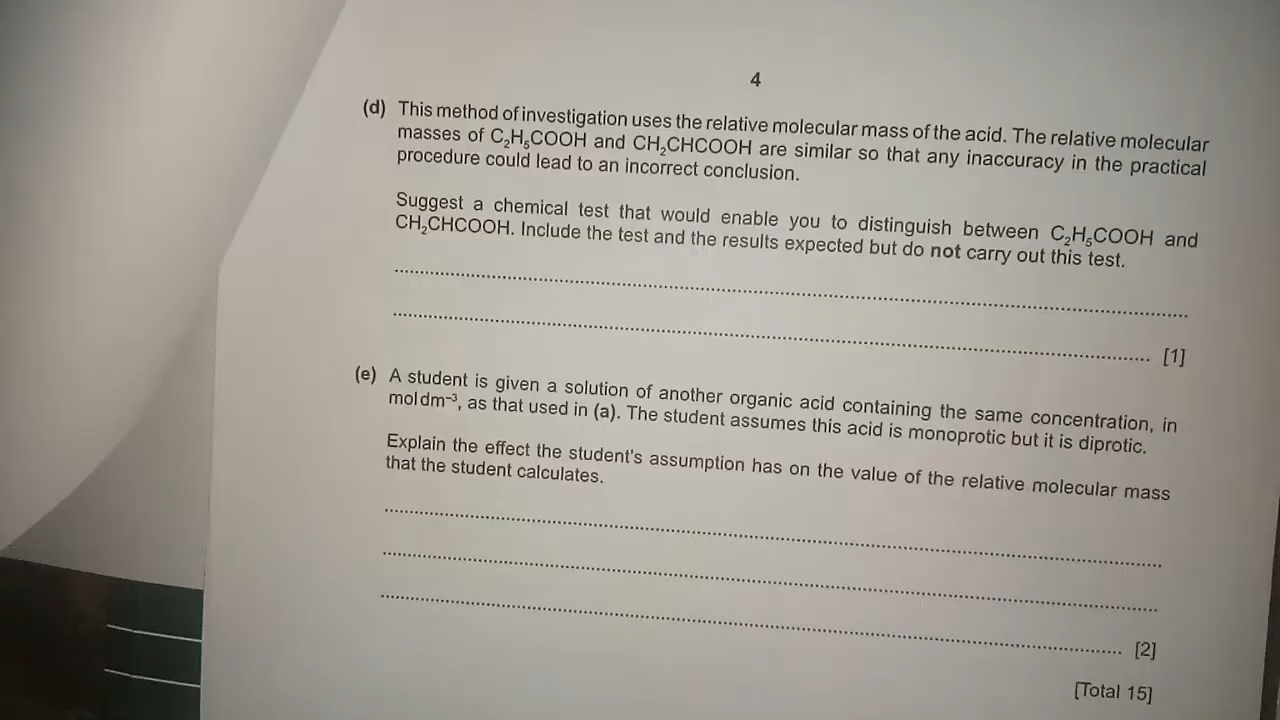 4
(d) This method of investigation uses the relative molecular mass of the acid. The relative molecular
masses of C₂H₅COOH and CH₂CHCOOH are similar so that any inaccuracy in the practical
procedure could lead to an incorrect conclusion.
Suggest a chemical test that would enable you to distinguish between C₂H₅COOH and
CH₂CHCOOH. Include the test and the results expected but do not carry out this test.
[1]
(e) A student is given a solution of another organic acid containing the same concentration, in
mol dm⁻³, as that used in (a). The student assumes this acid is monoprotic but it is diprotic.
Explain the effect the student's assumption has on the value of the relative molecular mass
that the student calculates.
[2]
[Total 15]